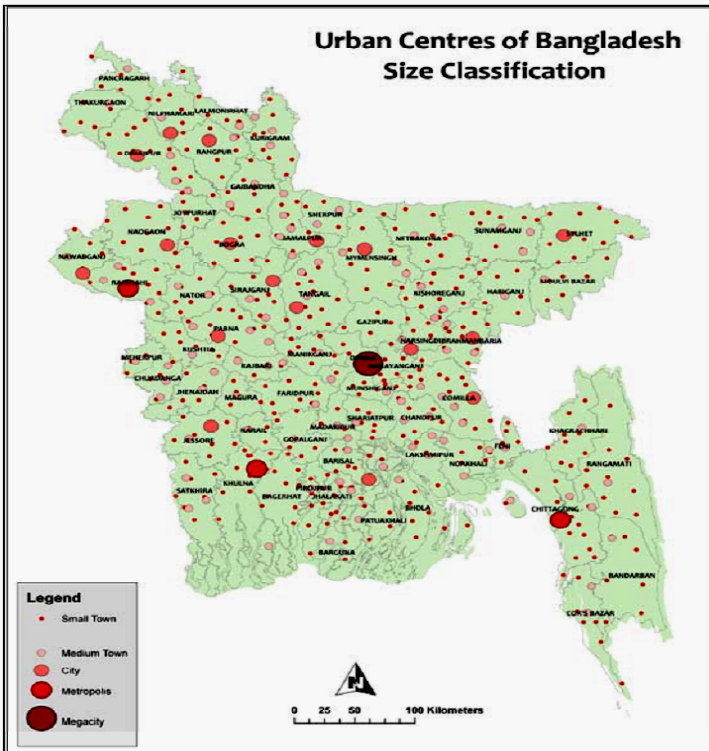 Urban Centres of Bangladesh
Size Classification
PANCHAGARH
THAKURGAON
NILPHAMARI
LALMONIRHAT
DINAJPUR
RANGPUR
KURIGRAM
GAIBANDHA
JOYPURHAT
SHERPUR
NAOGAON
BOGRA
JAMALPUR
NETRAKONA
SUNAMGANJ
SYLHET
NAWABGANJ
MYMENSINGH
RAJSHAHI
NATOR
SIRAJGANJ
TANGAIL
KISHOREGANJ
HABIGANJ
MOULVI BAZAR
GAZIPUR
PABNA
NARSINGDI
BRAHMANBARIA
KUSHTIA
MEHERPUR
MANIKGANJ
DHAKA
NARAYANGANJ
CHUADANGA
RAJBARI
MUNSHIGANJ
JHENAIDAH
MAGURA
FARIDPUR
COMILLA
SHARIATPUR
CHANDPUR
JESSORE
NARAIL
GOPALGANJ
MADARIPUR
KHAGRACHHARI
LAKSHMIPUR
FENI
BARISAL
NOAKHALI
RANGAMATI
KHULNA
SATKHIRA
BAGERHAT
PIROJPUR
JHALAKATI
BHOLA
PATUAKHALI
CHITTAGONG
BARGUNA
BANDARBAN
COX'S BAZAR
Legend
Small Town
Medium Town
City
Metropolis
Megacity
N
0 25 50 100 Kilometers